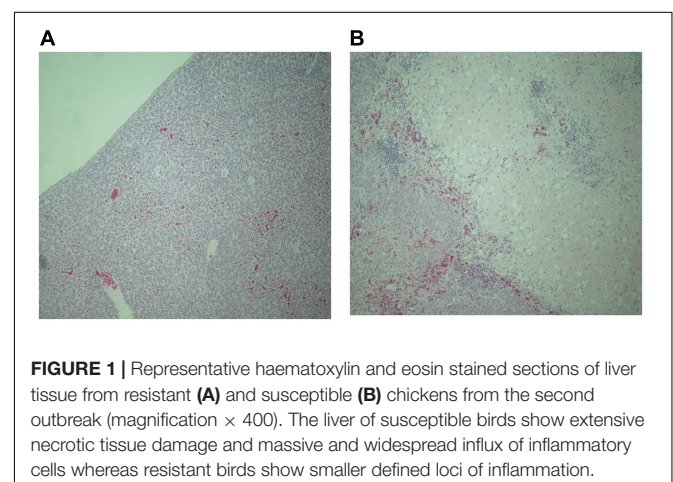 A B
FIGURE 1 | Representative haematoxylin and eosin stained sections of liver
tissue from resistant (A) and susceptible (B) chickens from the second
outbreak (magnification × 400). The liver of susceptible birds show extensive
necrotic tissue damage and massive and widespread influx of inflammatory
cells whereas resistant birds show smaller defined loci of inflammation.